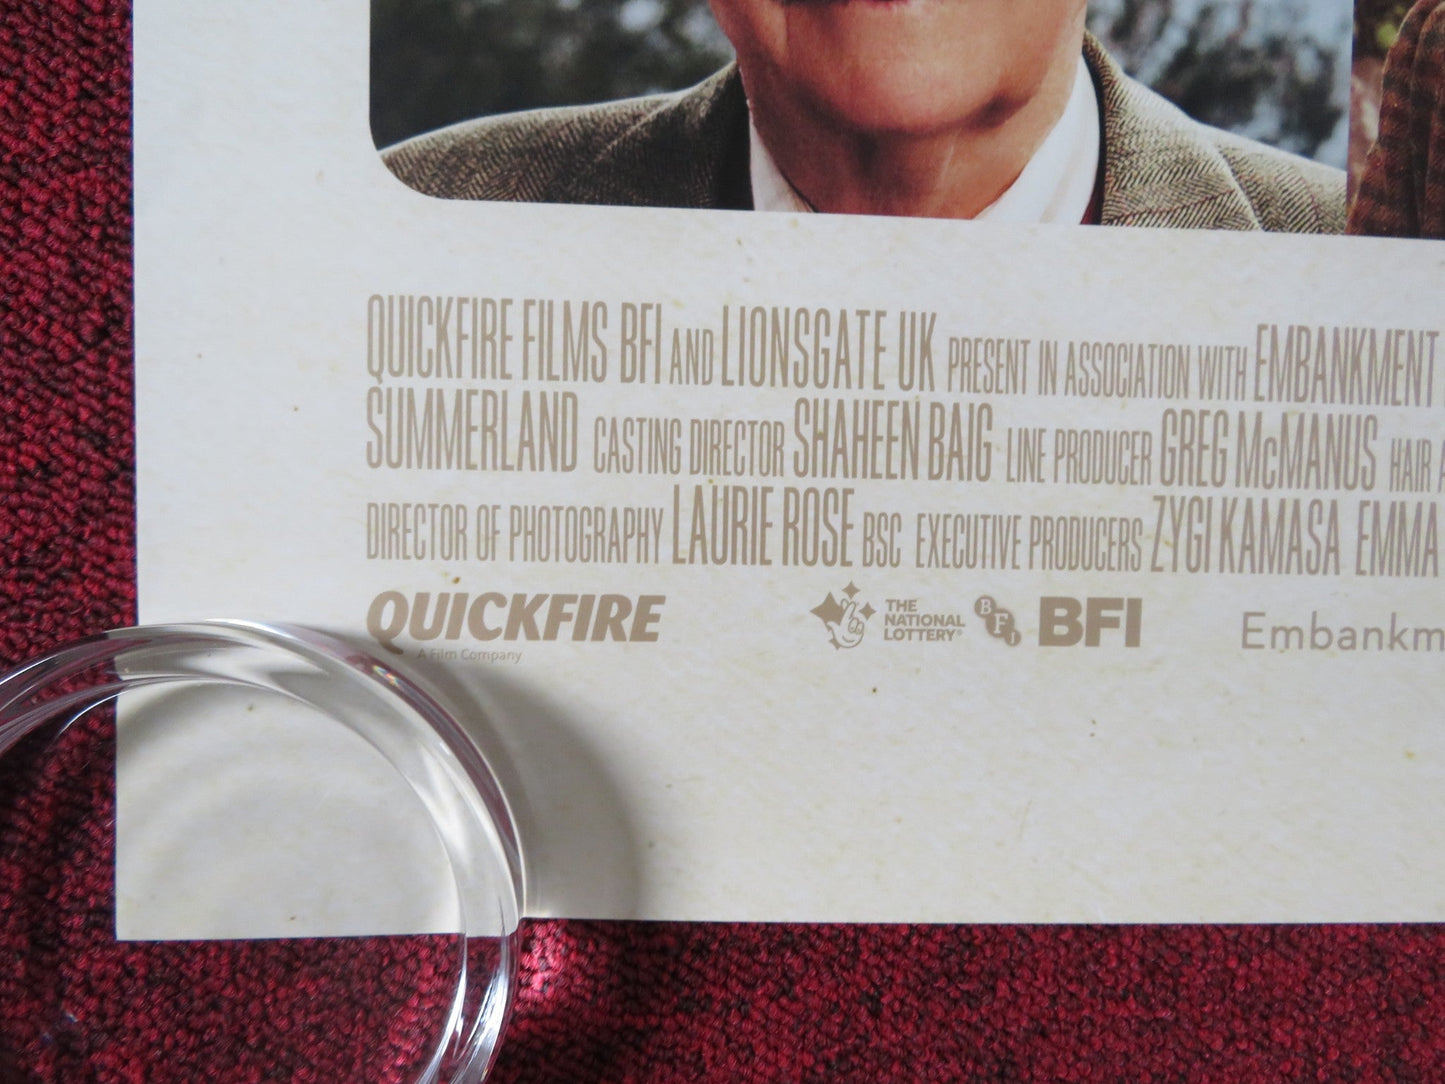 QUICKFIRE FILMS BFI AND LIONSGATE UK PRESENT IN ASSOCIATION WITH EMBANKMENT
SUMMERLAND CASTING DIRECTOR SHAHEEN BAIG LINE PRODUCER GREG McMANUS HAIR A
DIRECTOR OF PHOTOGRAPHY LAURIE ROSE BSC EXECUTIVE PRODUCERS ZYGI KAMASA EMMA
QUICKFIRE
A Film Company
THE
NATIONAL
LOTTERY®
BFI
BFI
Embankm